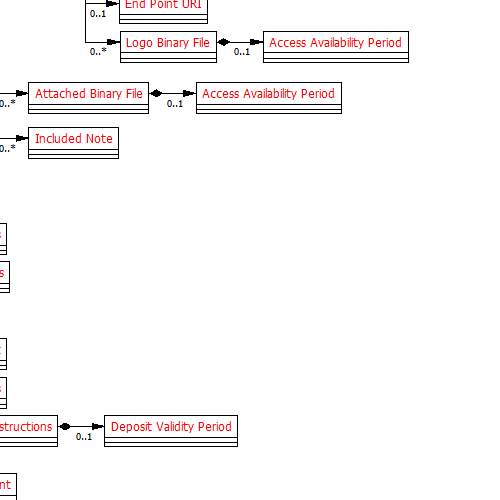 End Point URI
0..1
Logo Binary File
Access Availability Period
0..*
0..1
Attached Binary File
Access Availability Period
0..*
0..1
Included Note
0..*
s
structions
Deposit Validity Period
0..1
nt